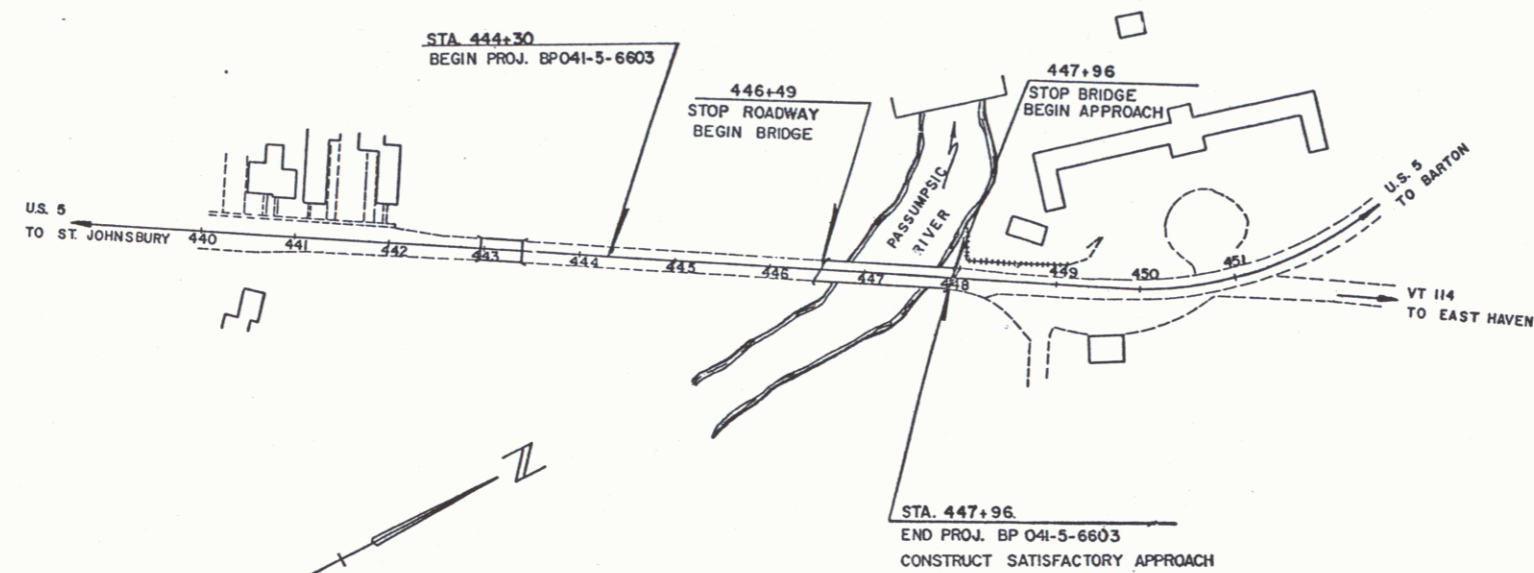 STA. 444+30
BEGIN PROJ. BP041-5-6603
446+49
STOP ROADWAY
BEGIN BRIDGE
447+96
STOP BRIDGE
BEGIN APPROACH
PASSUMPSIC
RIVER
U.S. 5
TO BARTON
U.S. 5
TO ST. JOHNSBURY
440
441
442
443
444
445
446
447
448
449
450
451
VT 114
TO EAST HAVEN
N
STA. 447+96.
END PROJ. BP 041-5-6603
CONSTRUCT SATISFACTORY APPROACH